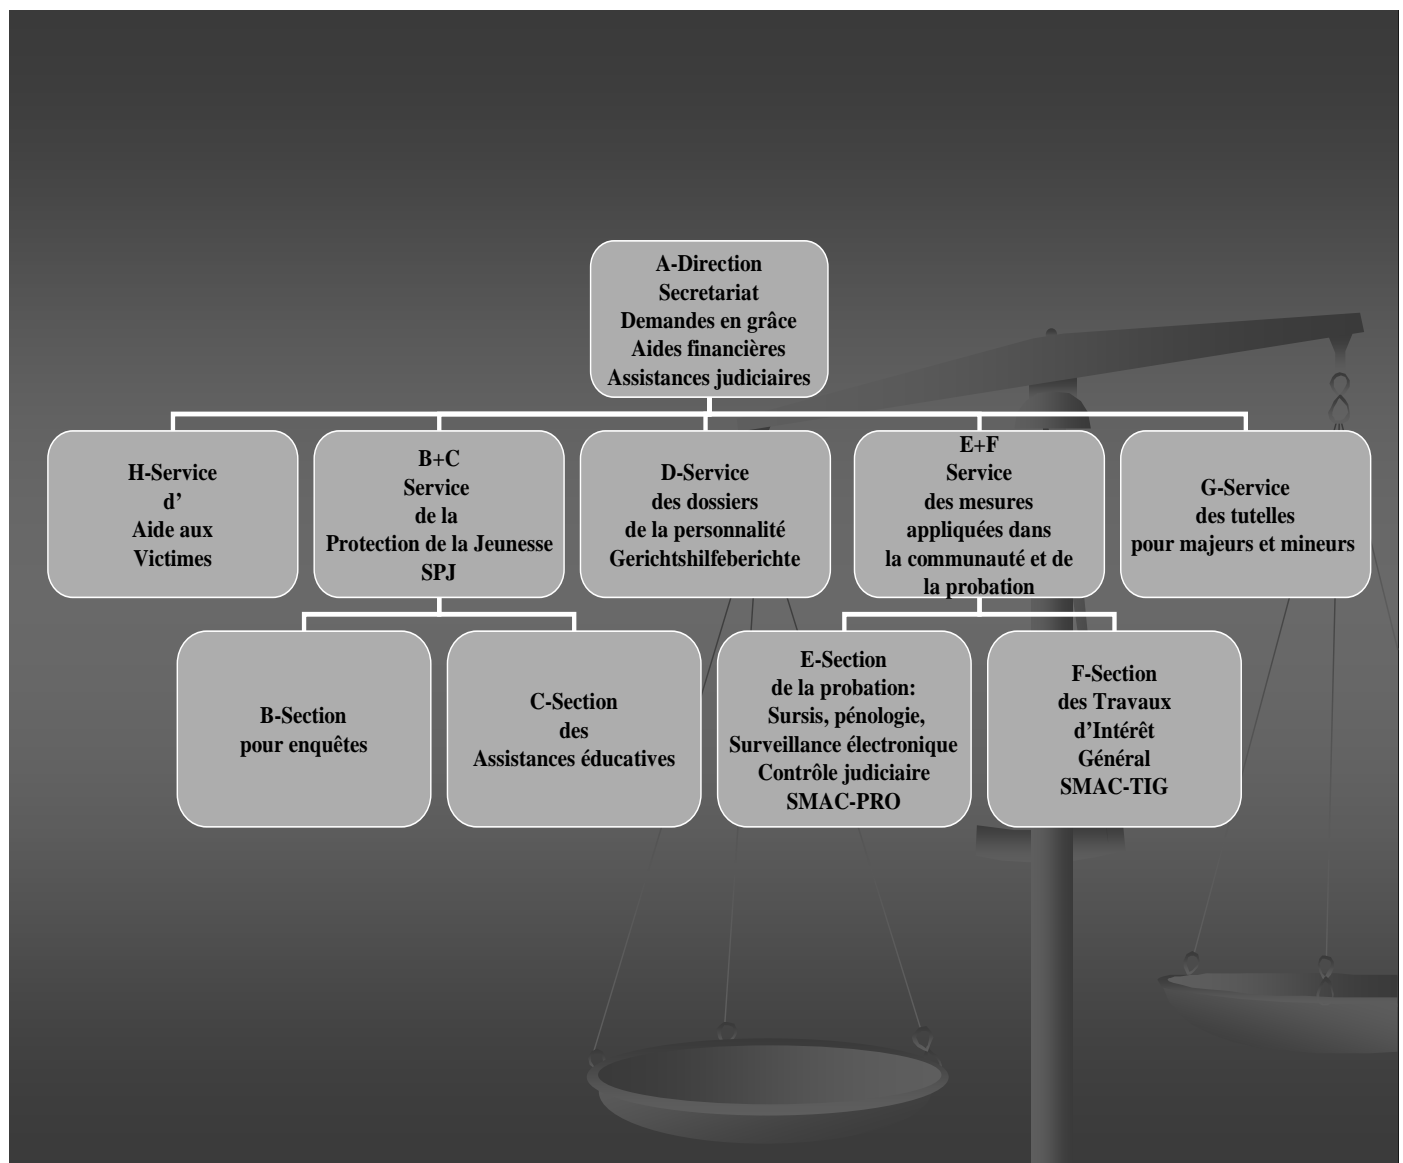 A-Direction
Secretariat
Demandes en grâce
Aides financières
Assistances judiciaires
H-Service
d’
Aide aux
Victimes
B+C
Service
de la
Protection de la Jeunesse
SPJ
D-Service
des dossiers
de la personnalité
Gerichtshilfeberichte
E+F
Service
des mesures
appliquées dans
la communauté et de
la probation
G-Service
des tutelles
pour majeurs et mineurs
B-Section
pour enquêtes
C-Section
des
Assistances éducatives
E-Section
de la probation:
Sursis, pénologie,
Surveillance électronique
Contrôle judiciaire
SMAC-PRO
F-Section
des Travaux
d’Intérêt
Général
SMAC-TIG